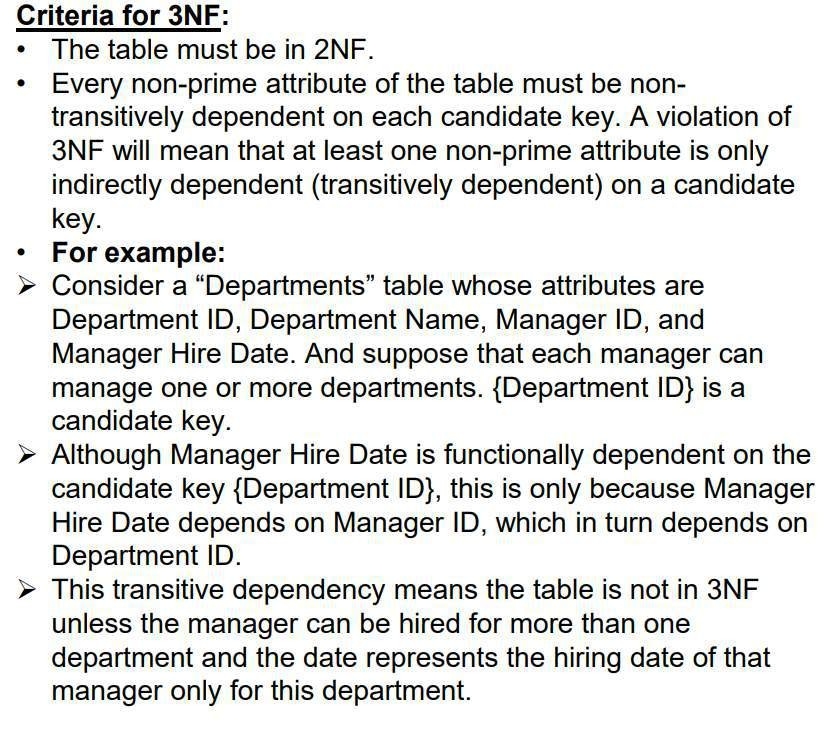 Criteria for 3NF:
• The table must be in 2NF.
• Every non-prime attribute of the table must be non-
transitively dependent on each candidate key. A violation of
3NF will mean that at least one non-prime attribute is only
indirectly dependent (transitively dependent) on a candidate
key.
• For example:
➢ Consider a “Departments” table whose attributes are
Department ID, Department Name, Manager ID, and
Manager Hire Date. And suppose that each manager can
manage one or more departments. {Department ID} is a
candidate key.
➢ Although Manager Hire Date is functionally dependent on the
candidate key {Department ID}, this is only because Manager
Hire Date depends on Manager ID, which in turn depends on
Department ID.
➢ This transitive dependency means the table is not in 3NF
unless the manager can be hired for more than one
department and the date represents the hiring date of that
manager only for this department.